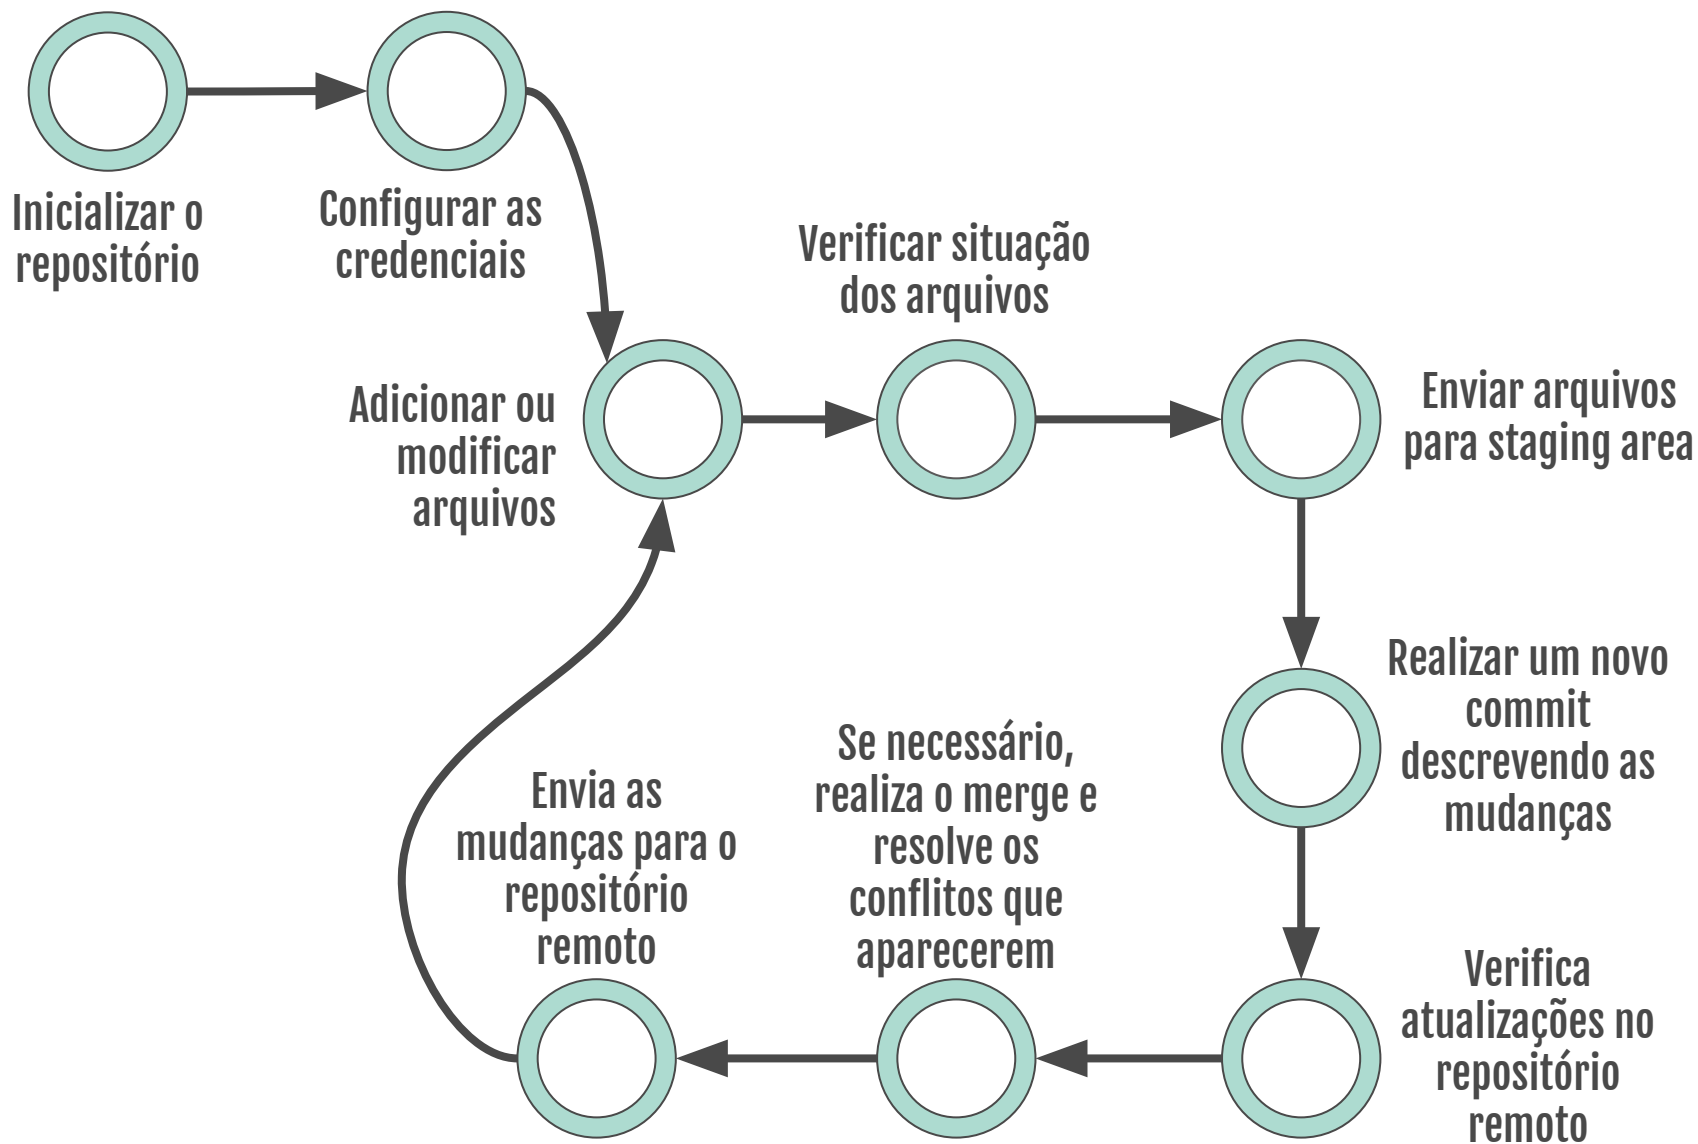 Inicializar o
repositório
Configurar as
credenciais
Adicionar ou
modificar
arquivos
Verificar situação
dos arquivos
Enviar arquivos
para staging area
Realizar um novo
commit
descrevendo as
mudanças
Verifica
atualizações no
repositório
remoto
Se necessário,
realiza o merge e
resolve os
conflitos que
aparecerem
Envia as
mudanças para o
repositório
remoto